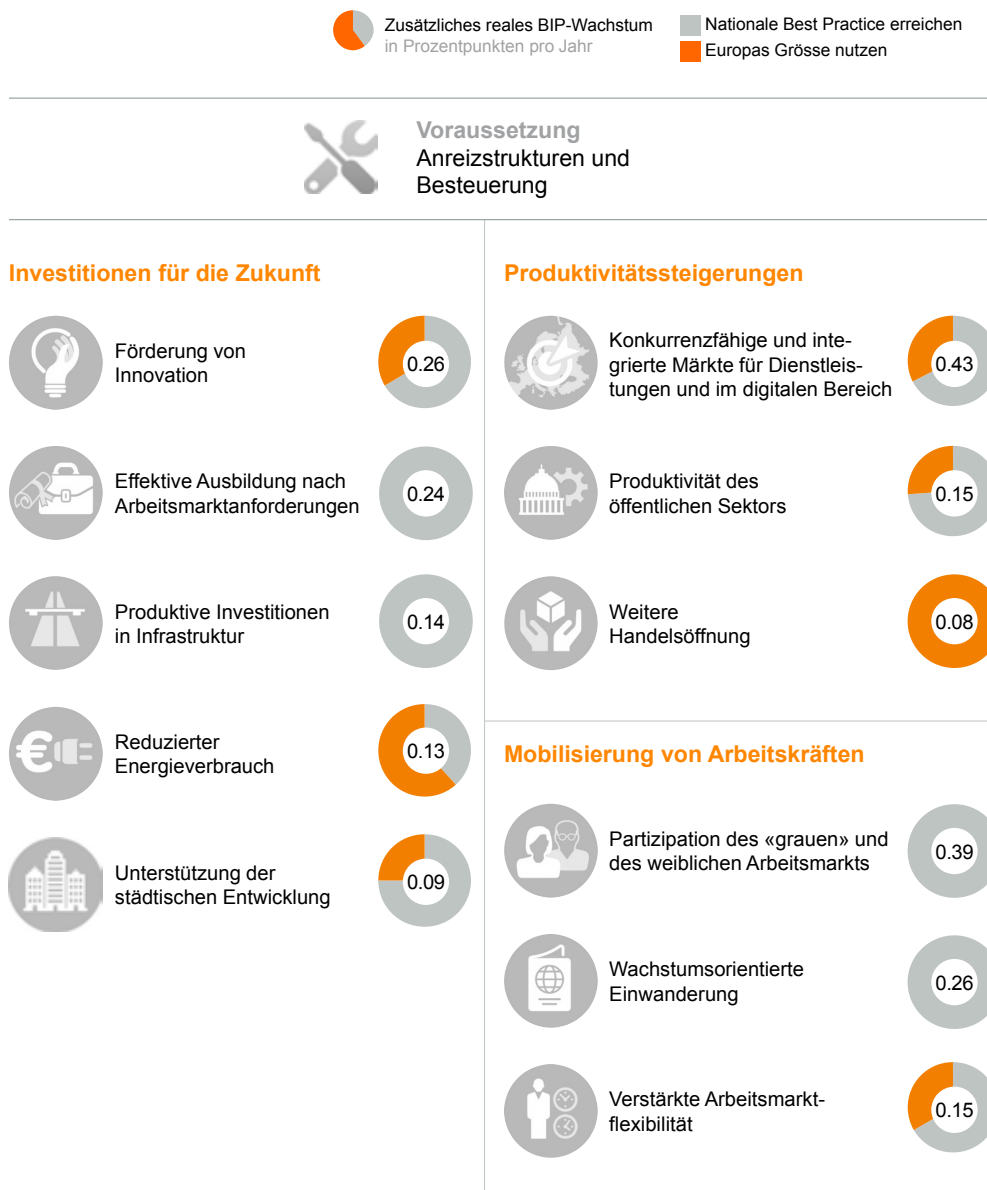 Zusätzliches reales BIP-Wachstum
in Prozentpunkten pro Jahr
Nationale Best Practice erreichen
Europas Grösse nutzen
Voraussetzung
Anreizstrukturen und
Besteuerung
Investitionen für die Zukunft
Förderung von
Innovation
0.26
Effektive Ausbildung nach
Arbeitsmarktanforderungen
0.24
Produktive Investitionen
in Infrastruktur
0.14
Reduzierter
Energieverbrauch
0.13
Unterstützung der
städtischen Entwicklung
0.09
Produktivitätssteigerungen
Konkurrenzfähige und inte-
grierte Märkte für Dienstleis-
tungen und im digitalen Bereich
0.43
Produktivität des
öffentlichen Sektors
0.15
Weitere
Handelsöffnung
0.08
Mobilisierung von Arbeitskräften
Partizipation des «grauen» und
des weiblichen Arbeitsmarkts
0.39
Wachstumsorientierte
Einwanderung
0.26
Verstärkte Arbeitsmarkt-
flexibilität
0.15